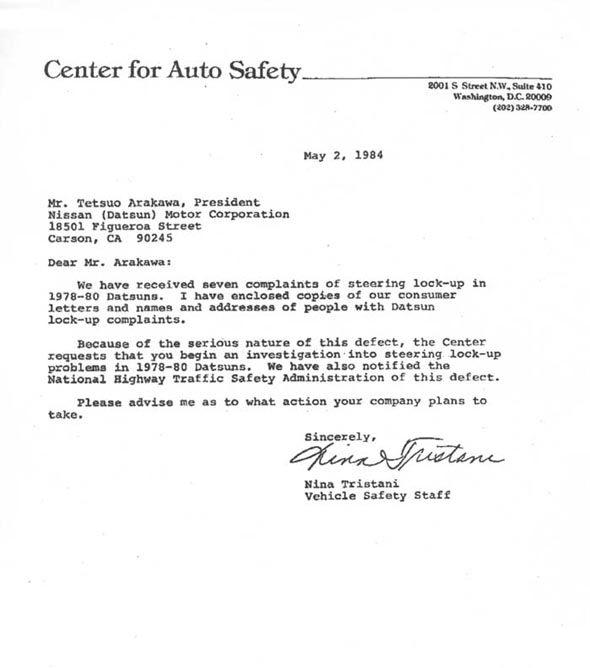 Center for Auto Safety
2001 S Street N.W., Suite 410
Washington, D.C. 20009
(202) 328-7700
May 2, 1984
Mr. Tetsuo Arakawa, President
Nissan (Datsun) Motor Corporation
18501 Figueroa Street
Carson, CA 90245
Dear Mr. Arakawa:
We have received seven complaints of steering lock-up in
1978-80 Datsuns. I have enclosed copies of our consumer
letters and names and addresses of people with Datsun
lock-up complaints.
Because of the serious nature of this defect, the Center
requests that you begin an investigation into steering lock-up
problems in 1978-80 Datsuns. We have also notified the
National Highway Traffic Safety Administration of this defect.
Please advise me as to what action your company plans to
take.
Sincerely,
Nina Tristani
Nina Tristani
Vehicle Safety Staff